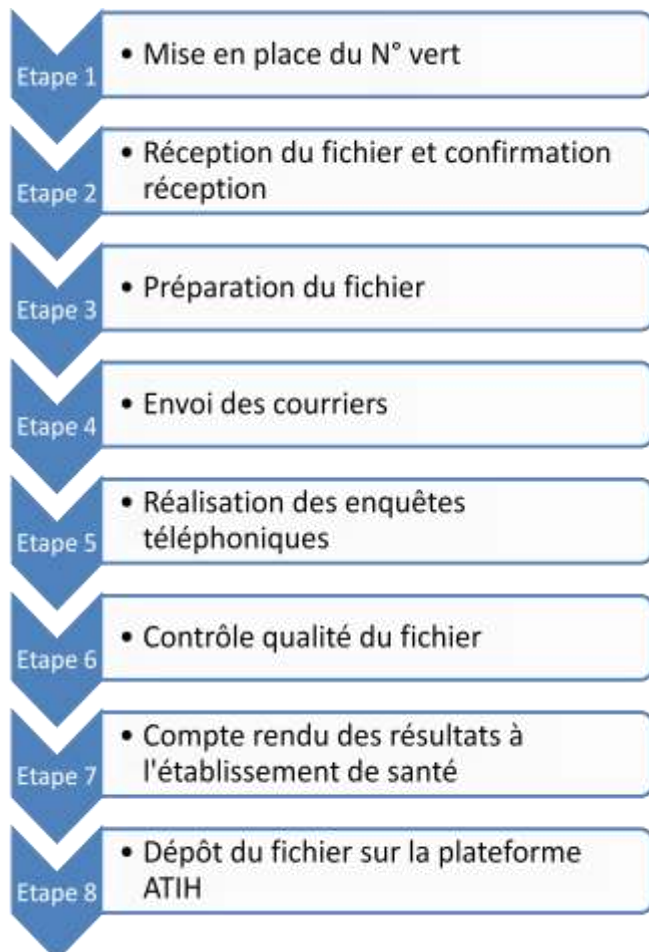 Etape 1
• Mise en place du N° vert
Etape 2
• Réception du fichier et confirmation
réception
Etape 3
• Préparation du fichier
Etape 4
• Envoi des courriers
Etape 5
• Réalisation des enquêtes
téléphoniques
Etape 6
• Contrôle qualité du fichier
Etape 7
• Compte rendu des résultats à
l'établissement de santé
Etape 8
• Dépôt du fichier sur la plateforme
ATIH